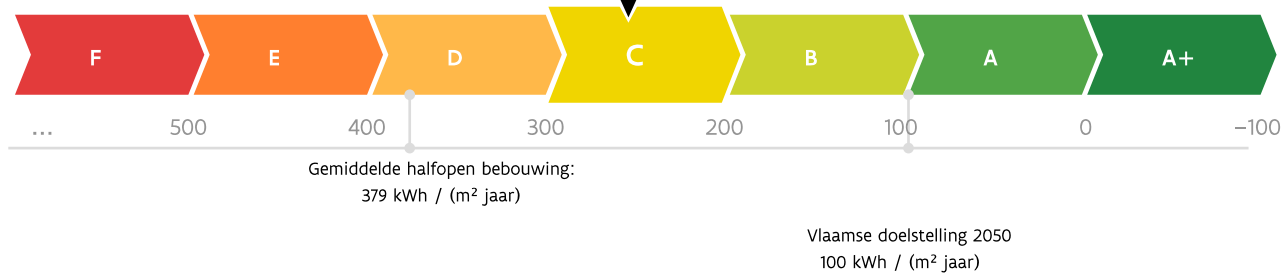 F E D C B A A+
... 500 400 300 200 100 0 −100
Gemiddelde halfopen bebouwing:
379 kWh / (m² jaar)
Vlaamse doelstelling 2050
100 kWh / (m² jaar)